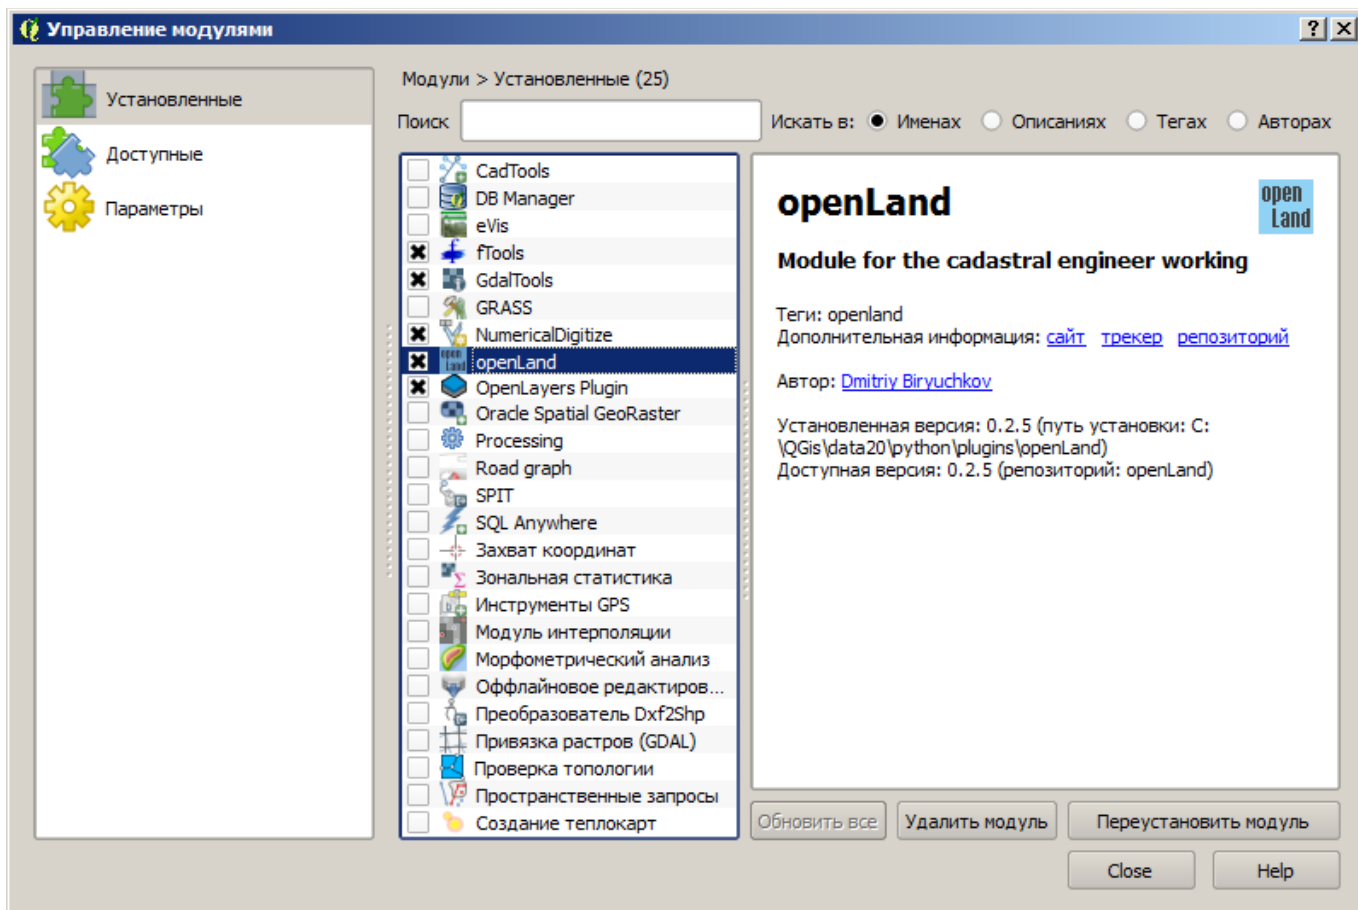 Управление модулями
Установленные
Доступные
Параметры
Модули > Установленные (25)
Поиск
Искать в: Именах Описаниях Тегах Авторах
CadTools
DB Manager
eVis
fTools
GdalTools
GRASS
NumericalDigitize
openLand
OpenLayers Plugin
Oracle Spatial GeoRaster
Processing
Road graph
SPIT
SQL Anywhere
Захват координат
Зональная статистика
Инструменты GPS
Модуль интерполяции
Морфометрический анализ
Оффлайновое редактиров...
Преобразователь Dxf2Shp
Привязка растров (GDAL)
Проверка топологии
Пространственные запросы
Создание теплокарт
openLand
open
Land
Module for the cadastral engineer working
Теги: openland
Дополнительная информация: сайт трекер репозиторий
Автор: Dmitriy Biryuchkov
Установленная версия: 0.2.5 (путь установки: C:
\QGis\data20\python\plugins\openLand)
Доступная версия: 0.2.5 (репозиторий: openLand)
Обновить все Удалить модуль Переустановить модуль
Close Help